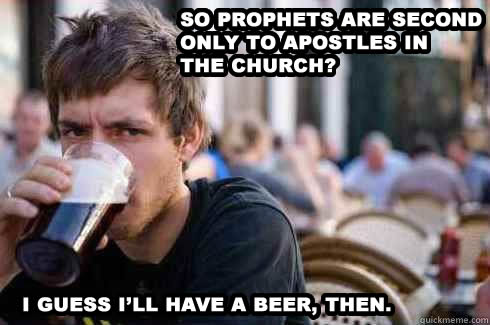 SO PROPHETS ARE SECOND
ONLY TO APOSTLES IN
THE CHURCH?
I GUESS I'LL HAVE A BEER, THEN.
quickmeme.com